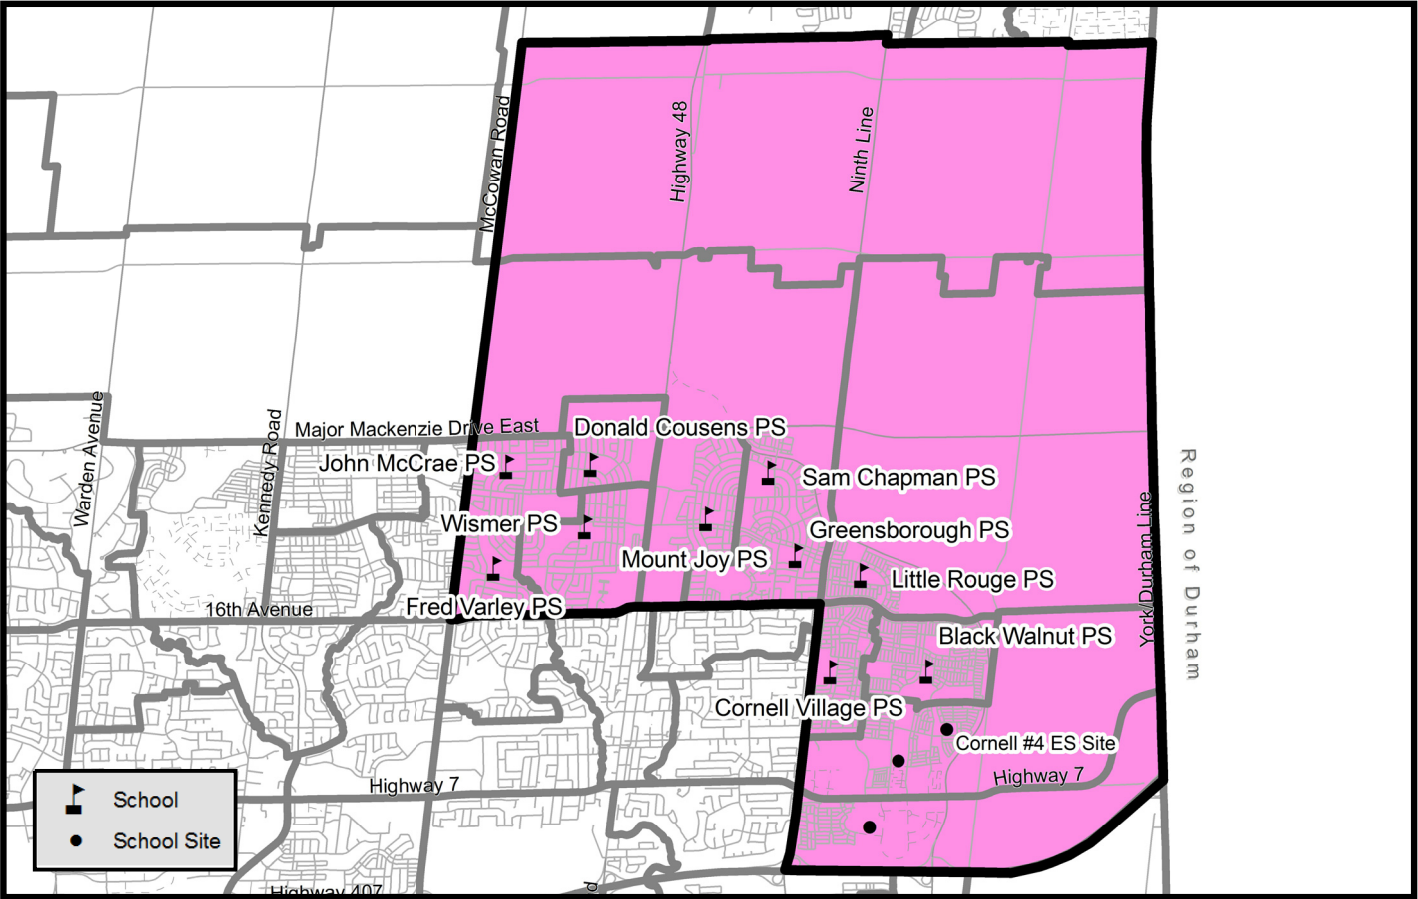 McCowan Road
Highway 48
Ninth Line
Warden Avenue
Kennedy Road
Major Mackenzie Drive East
Donald Cousens PS
John McCrae PS
Sam Chapman PS
Wismer PS
Greensborough PS
Mount Joy PS
Little Rouge PS
Fred Varley PS
16th Avenue
York/Durham Line
Region of Durham
Black Walnut PS
Cornell Village PS
Cornell #4 ES Site
Highway 7
Highway 7
School
School Site
Highway 407
d